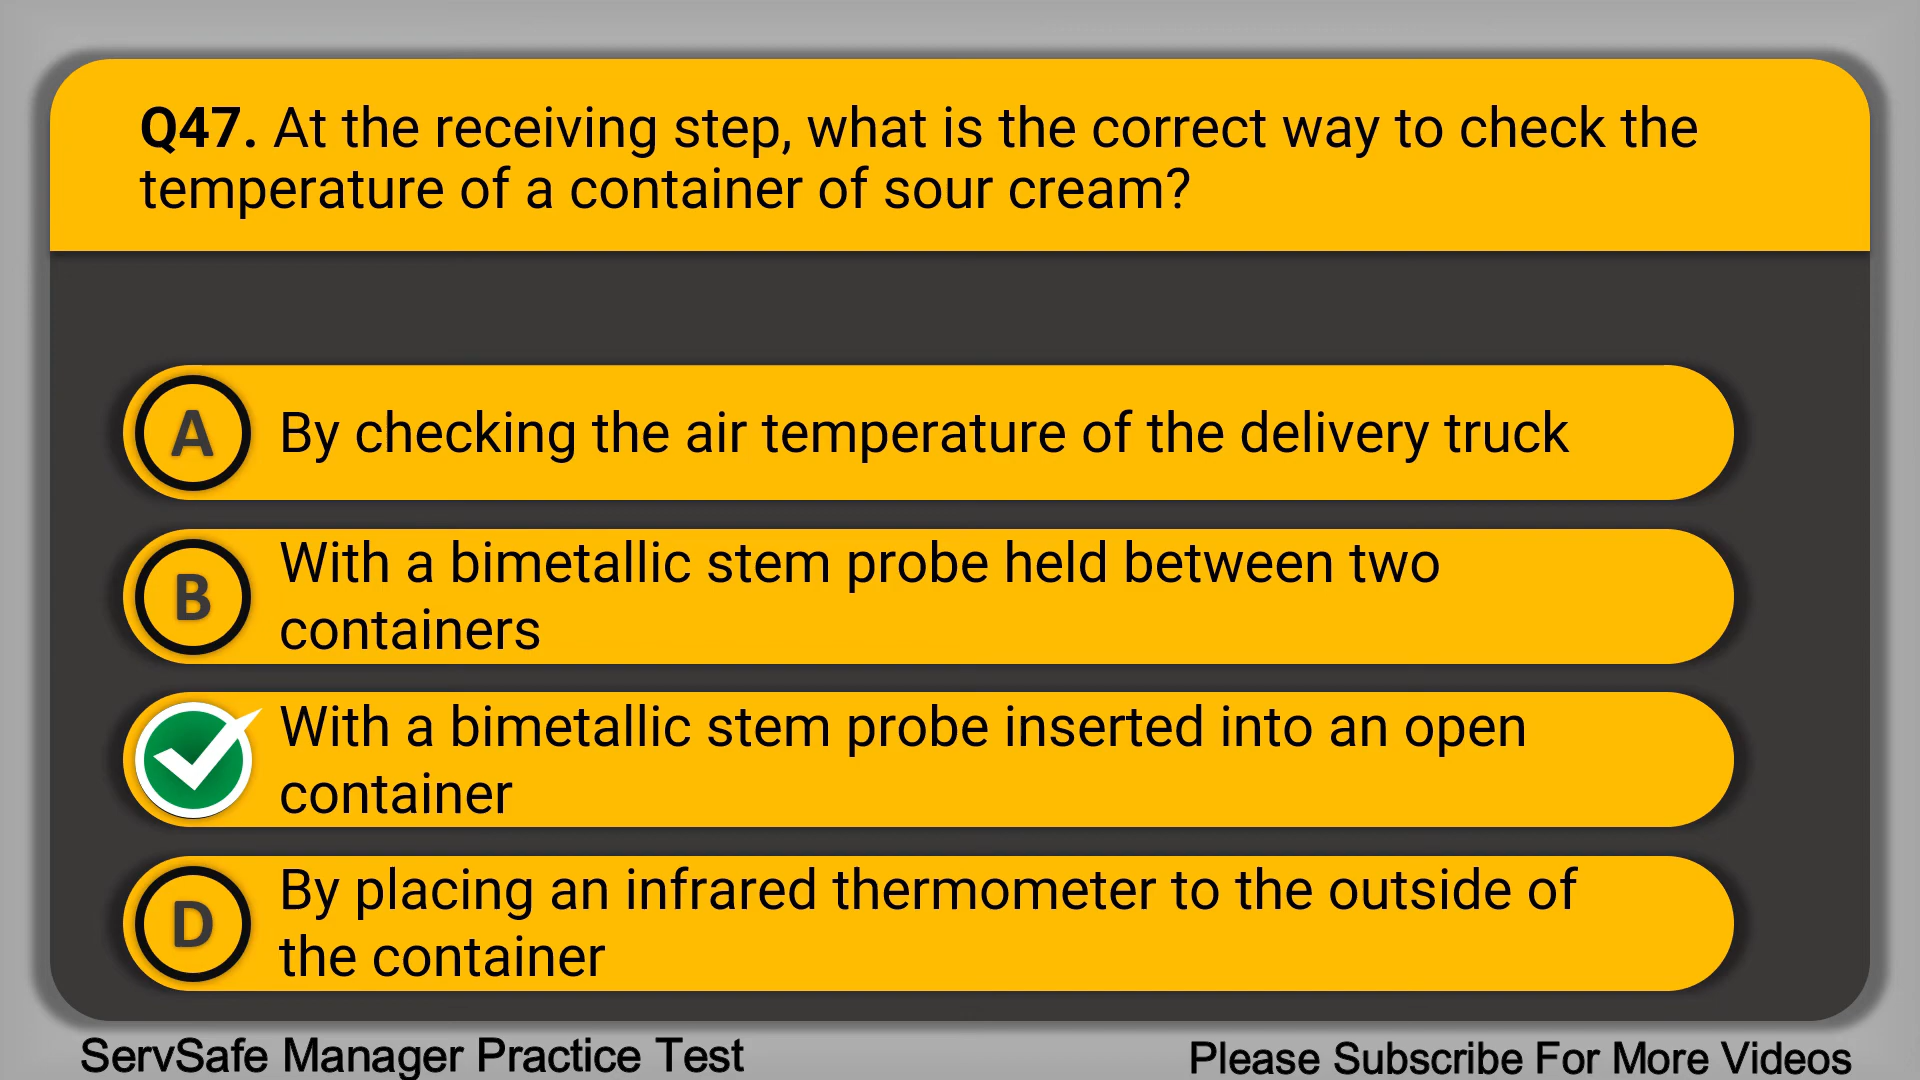 Q47. At the receiving step, what is the correct way to check the
temperature of a container of sour cream?
A By checking the air temperature of the delivery truck
B With a bimetallic stem probe held between two
containers
With a bimetallic stem probe inserted into an open
container
D By placing an infrared thermometer to the outside of
the container
ServSafe Manager Practice Test
Please Subscribe For More Videos